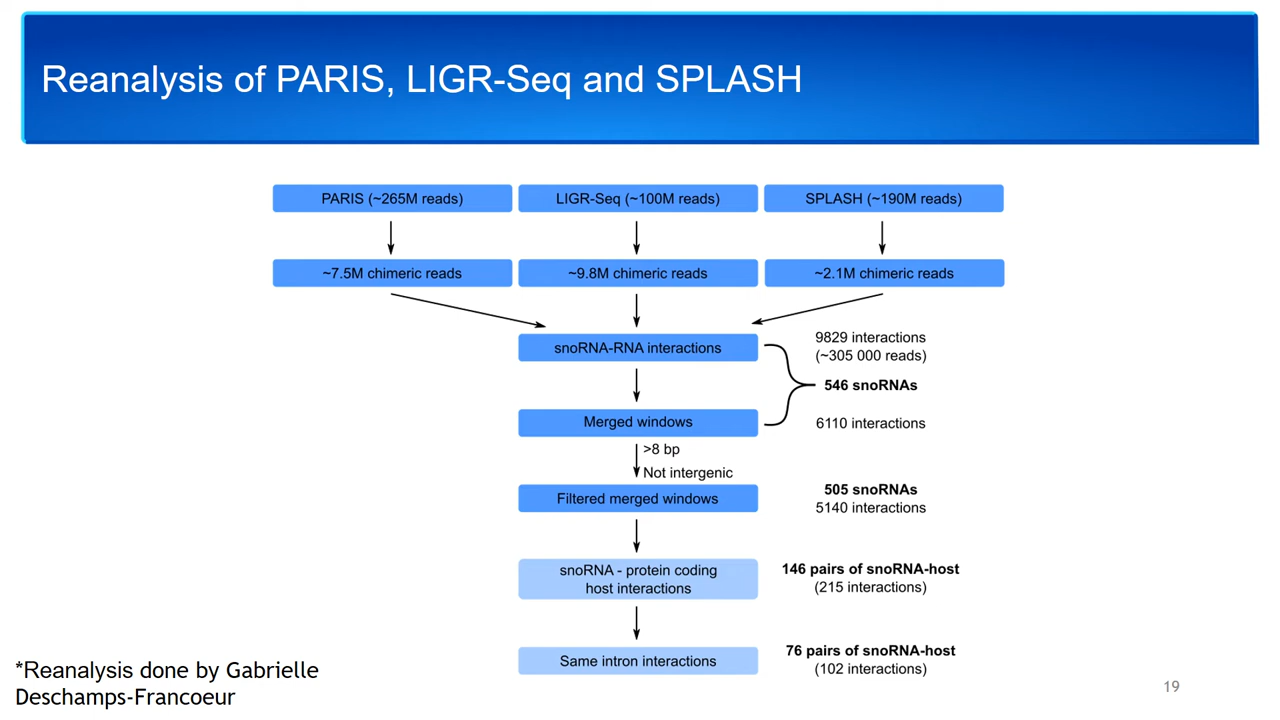 Reanalysis of PARIS, LIGR-Seq and SPLASH
PARIS (~265M reads)
LIGR-Seq (~100M reads)
SPLASH (~190M reads)
~7.5M chimeric reads
~9.8M chimeric reads
~2.1M chimeric reads
snoRNA-RNA interactions
9829 interactions
(~305 000 reads)
546 snoRNAs
Merged windows
6110 interactions
>8 bp
Not intergenic
Filtered merged windows
505 snoRNAs
5140 interactions
snoRNA - protein coding
host interactions
146 pairs of snoRNA-host
(215 interactions)
Same intron interactions
76 pairs of snoRNA-host
(102 interactions)
*Reanalysis done by Gabrielle
Deschamps-Francoeur
19